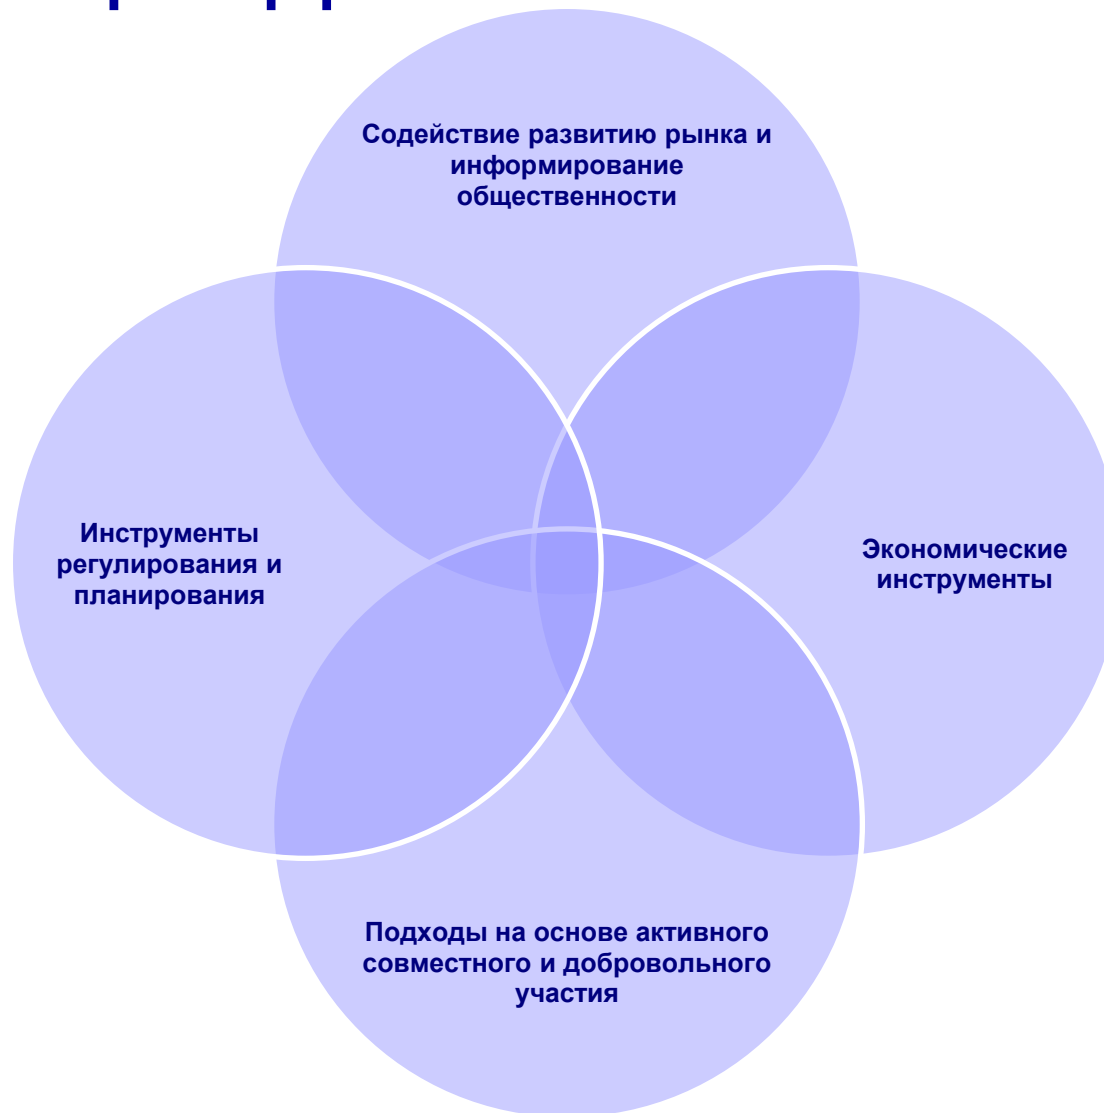 Содействие развитию рынка и
информирование
общественности
Инструменты
регулирования и
планирования
Экономические
инструменты
Подходы на основе активного
совместного и добровольного
участия